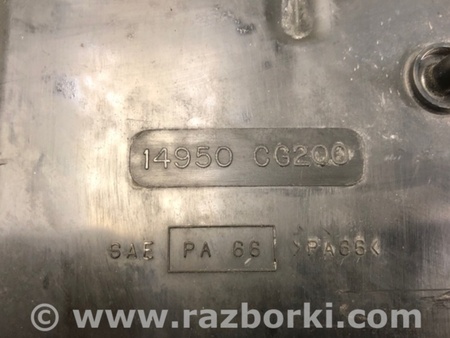 14950 CG200
SAE PA 66 >PA66<
© www.razborki.com